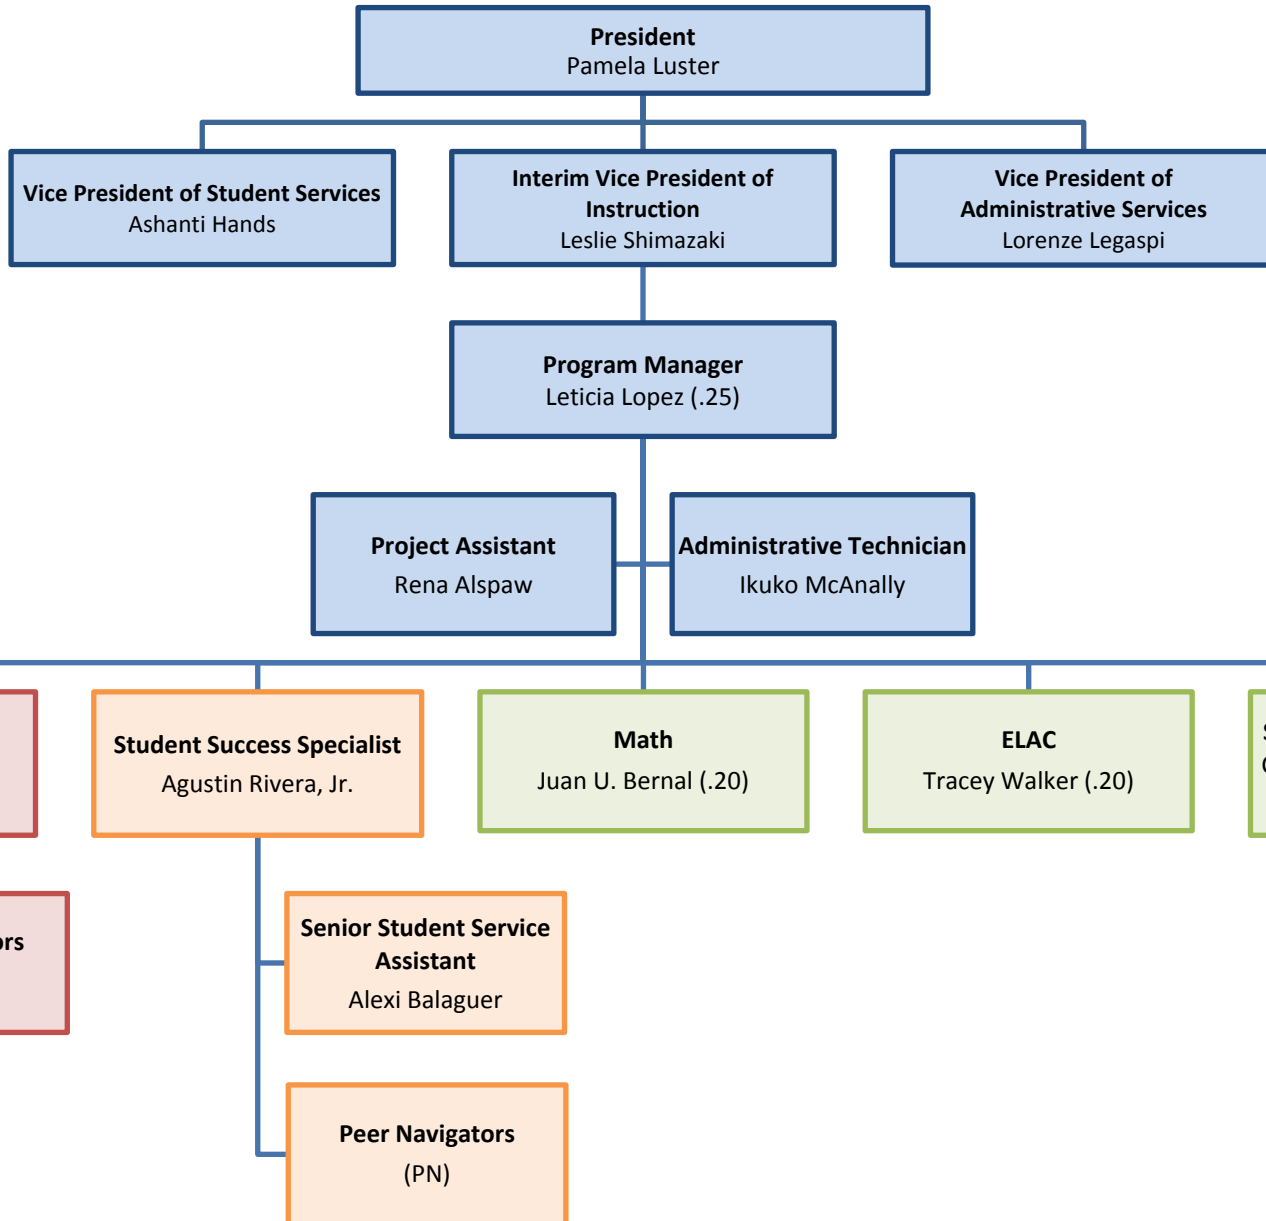 President
Pamela Luster
Vice President of Student Services
Ashanti Hands
Interim Vice President of
Instruction
Leslie Shimazaki
Vice President of
Administrative Services
Lorenze Legaspi
Program Manager
Leticia Lopez (.25)
Project Assistant
Rena Alspaw
Administrative Technician
Ikuko McAnally
Student Success Specialist
Agustin Rivera, Jr.
Math
Juan U. Bernal (.20)
ELAC
Tracey Walker (.20)
Senior Student Service
Assistant
Alexi Balaguer
Peer Navigators
(PN)